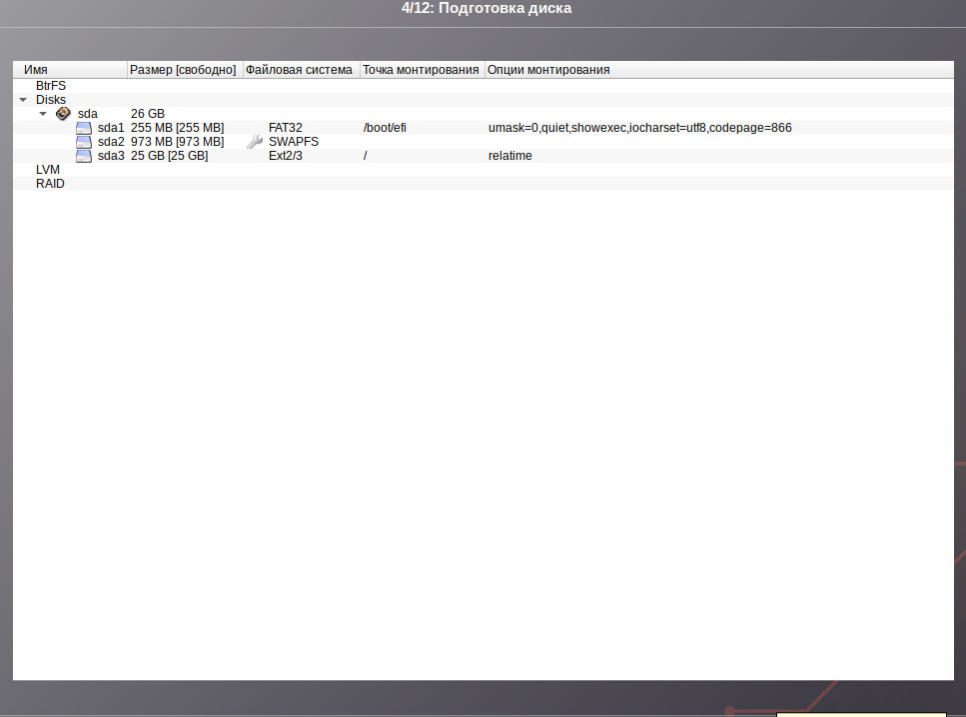 4/12: Подготовка диска
Имя Размер [свободно] Файловая система Точка монтирования Опции монтирования
BtrFS
Disks
sda 26 GB
sda1 255 MB [255 MB] FAT32 /boot/efi umask=0,quiet,showexec,iocharset=utf8,codepage=866
sda2 973 MB [973 MB] SWAPFS
sda3 25 GB [25 GB] Ext2/3 / relatime
LVM
RAID